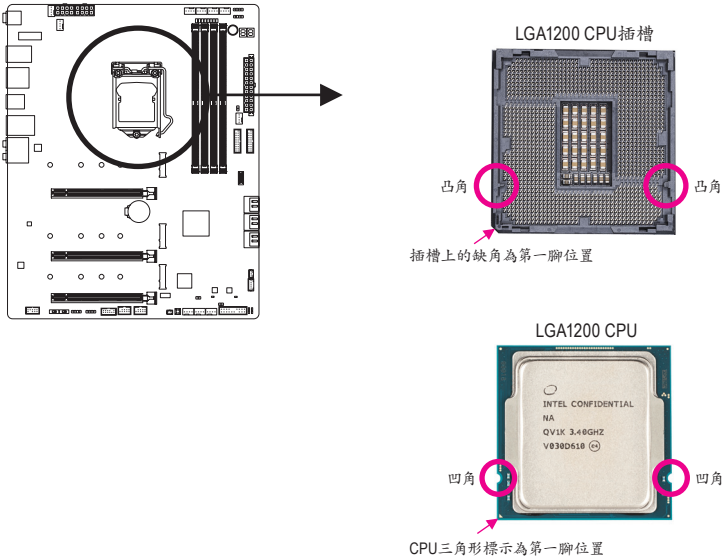 LGA1200 CPU插槽
凸角
凸角
插槽上的缺角為第一腳位置
LGA1200 CPU
INTEL CONFIDENTIAL
NA
QV1K 3.40GHZ
V030D610 e4
凹角
凹角
CPU三角形標示為第一腳位置